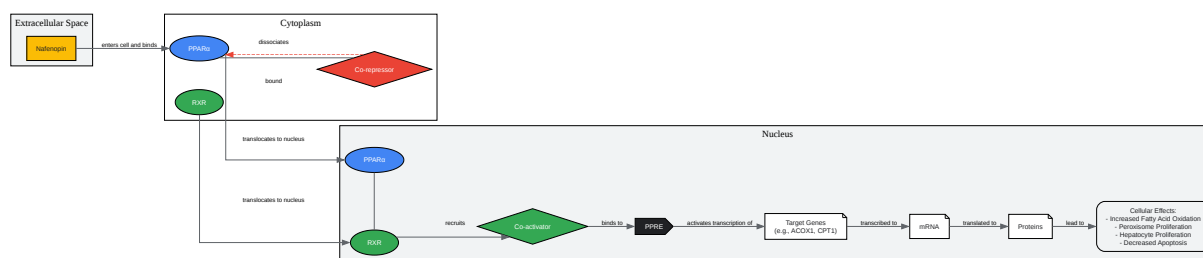 Extracellular Space
Nafenopin
enters cell and binds
Cytoplasm
PPARα
dissociates
Co-repressor
bound
RXR
translocates to nucleus
translocates to nucleus
Nucleus
PPARα
RXR
recruits
Co-activator
binds to
PPRE
activates transcription of
Target Genes
(e.g., ACOX1, CPT1)
transcribed to
mRNA
translated to
Proteins
lead to
Cellular Effects:
- Increased Fatty Acid Oxidation
- Peroxisome Proliferation
- Hepatocyte Proliferation
- Decreased Apoptosis